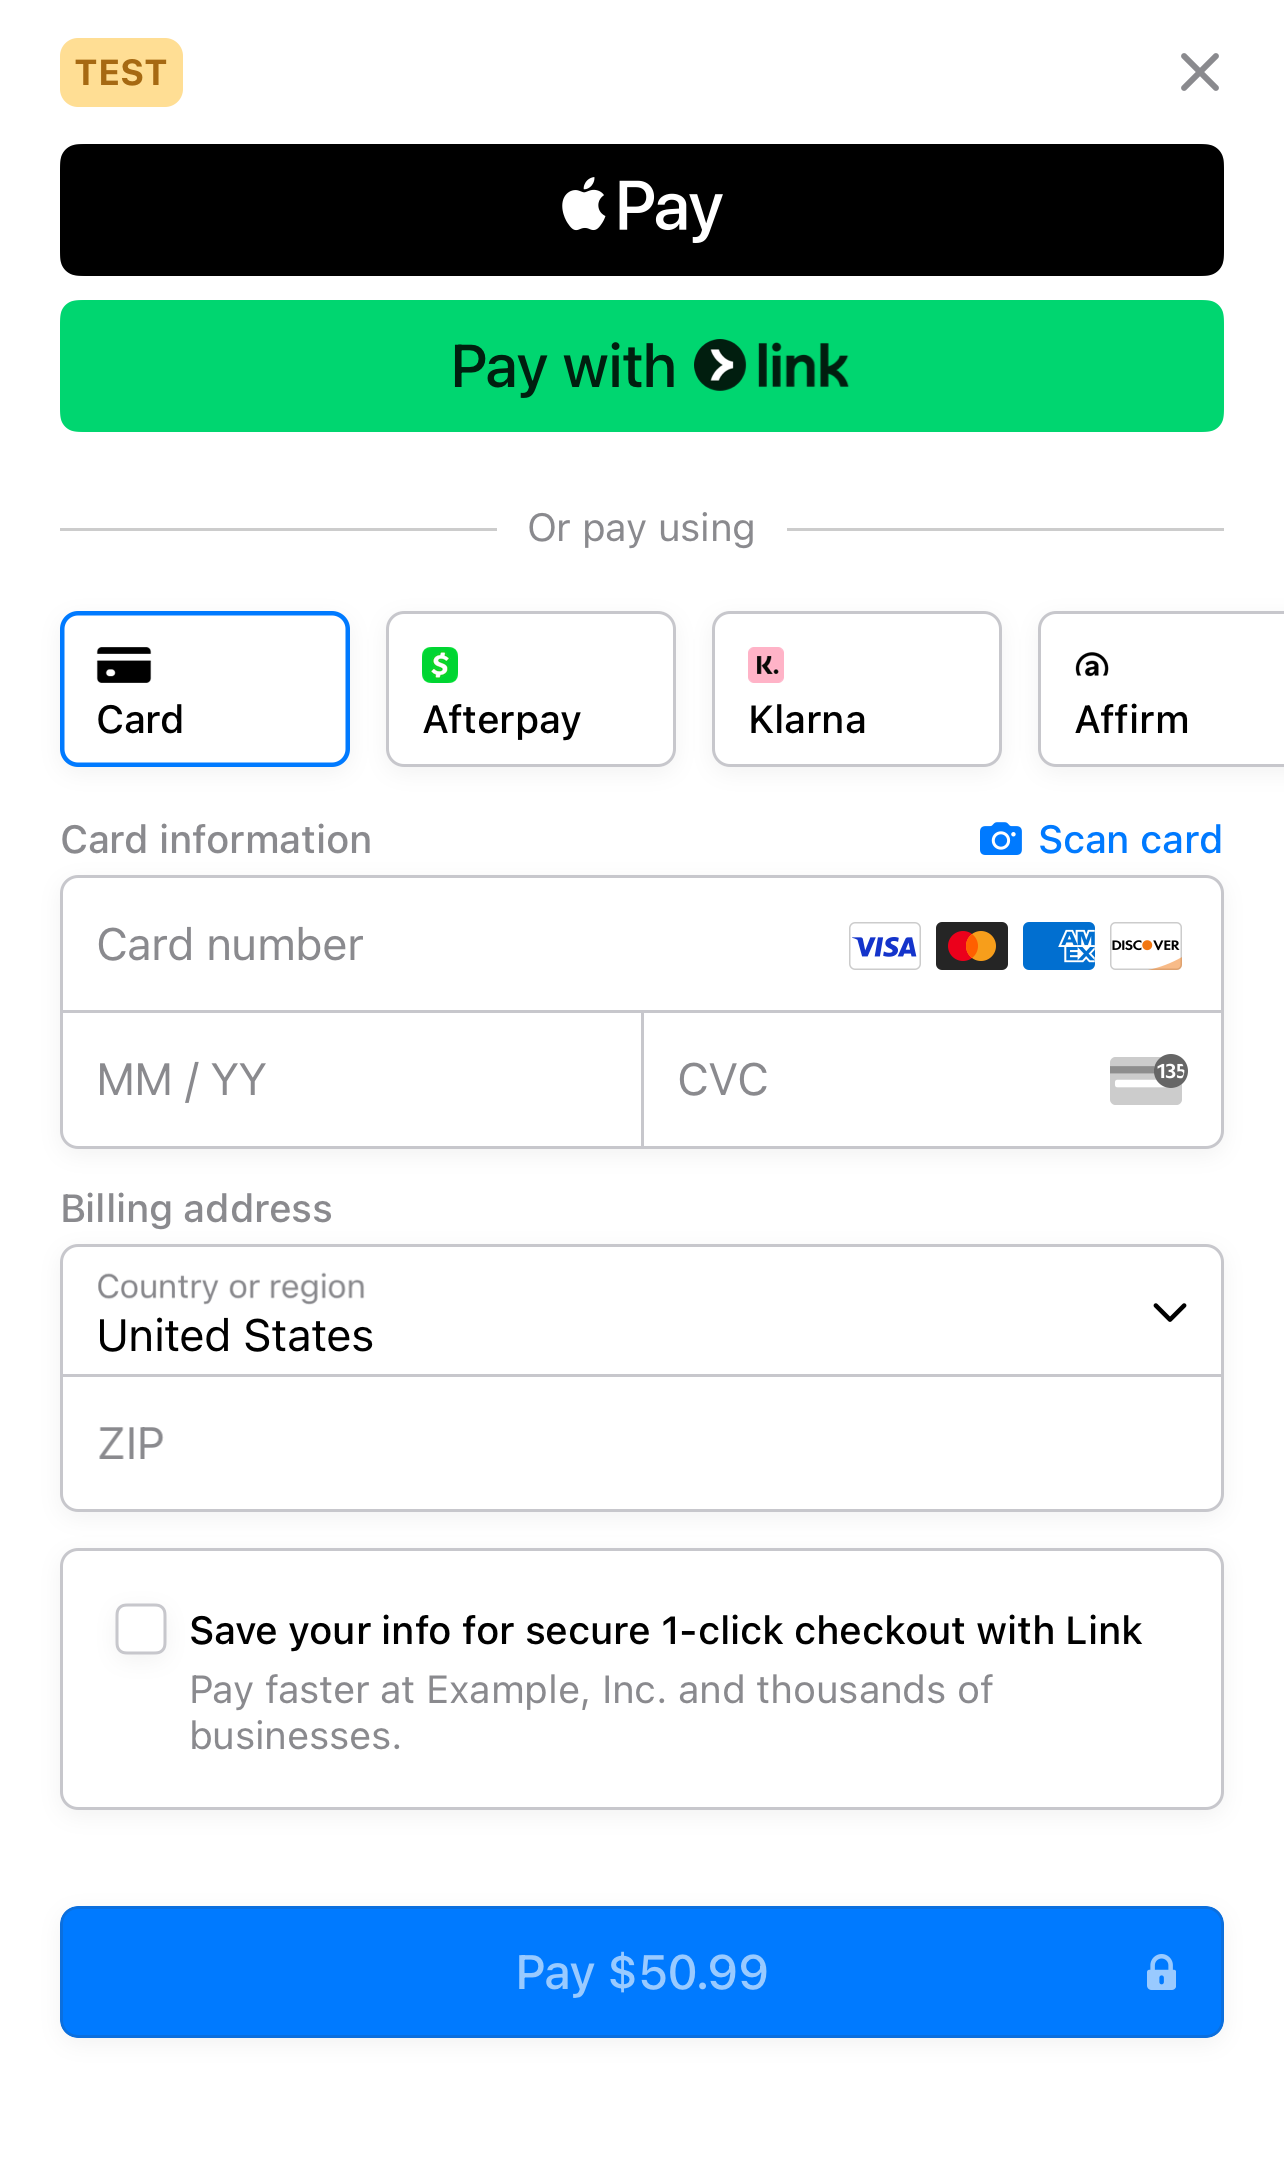 TEST
Pay
Pay with link
Or pay using
Card
Afterpay
Klarna
Affirm
Card information
Scan card
Card number
VISA
AM
EX
DISCOVER
MM / YY
CVC
135
Billing address
Country or region
United States
ZIP
Save your info for secure 1-click checkout with Link
Pay faster at Example, Inc. and thousands of
businesses.
Pay $50.99